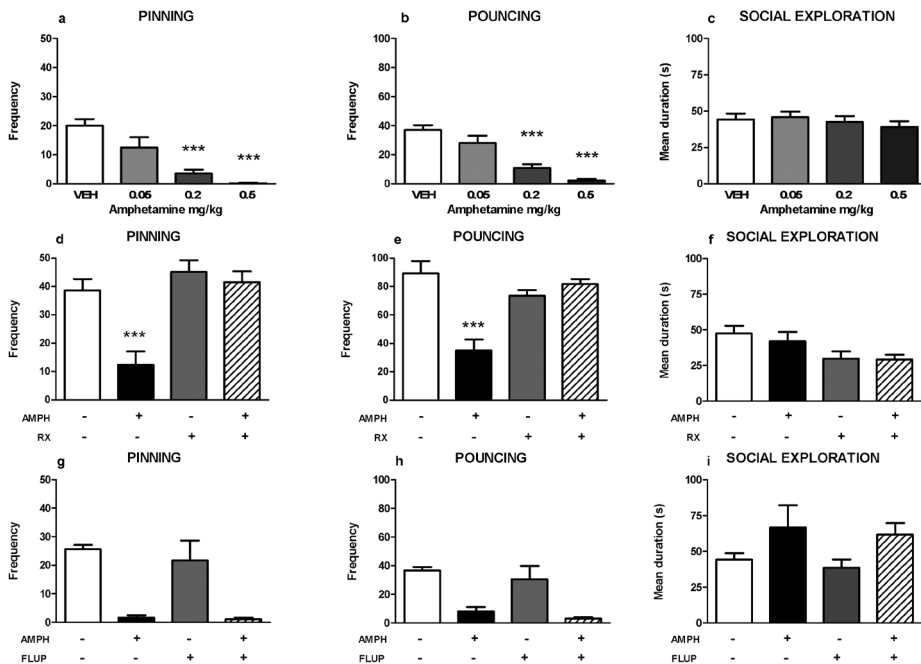 a PINNING
Frequency
50
40
30
20
10
0
*** ***
VEH 0.05 0.2 0.5
Amphetamine mg/kg
b POUNCING
Frequency
100
80
60
40
20
0
*** ***
VEH 0.05 0.2 0.5
Amphetamine mg/kg
c SOCIAL EXPLORATION
Mean duration (s)
100
75
50
25
0
VEH 0.05 0.2 0.5
Amphetamine mg/kg
d PINNING
Frequency
50
40
30
20
10
0
***
AMPH - + - +
RX - - + +
e POUNCING
Frequency
100
80
60
40
20
0
***
AMPH - + - +
RX - - + +
f SOCIAL EXPLORATION
Mean duration (s)
100
75
50
25
0
AMPH - + - +
RX - - + +
g PINNING
Frequency
50
40
30
20
10
0
AMPH - + - +
FLUP - - + +
h POUNCING
Frequency
100
80
60
40
20
0
AMPH - + - +
FLUP - - + +
i SOCIAL EXPLORATION
Mean duration (s)
100
75
50
25
0
AMPH - + - +
FLUP - - + +